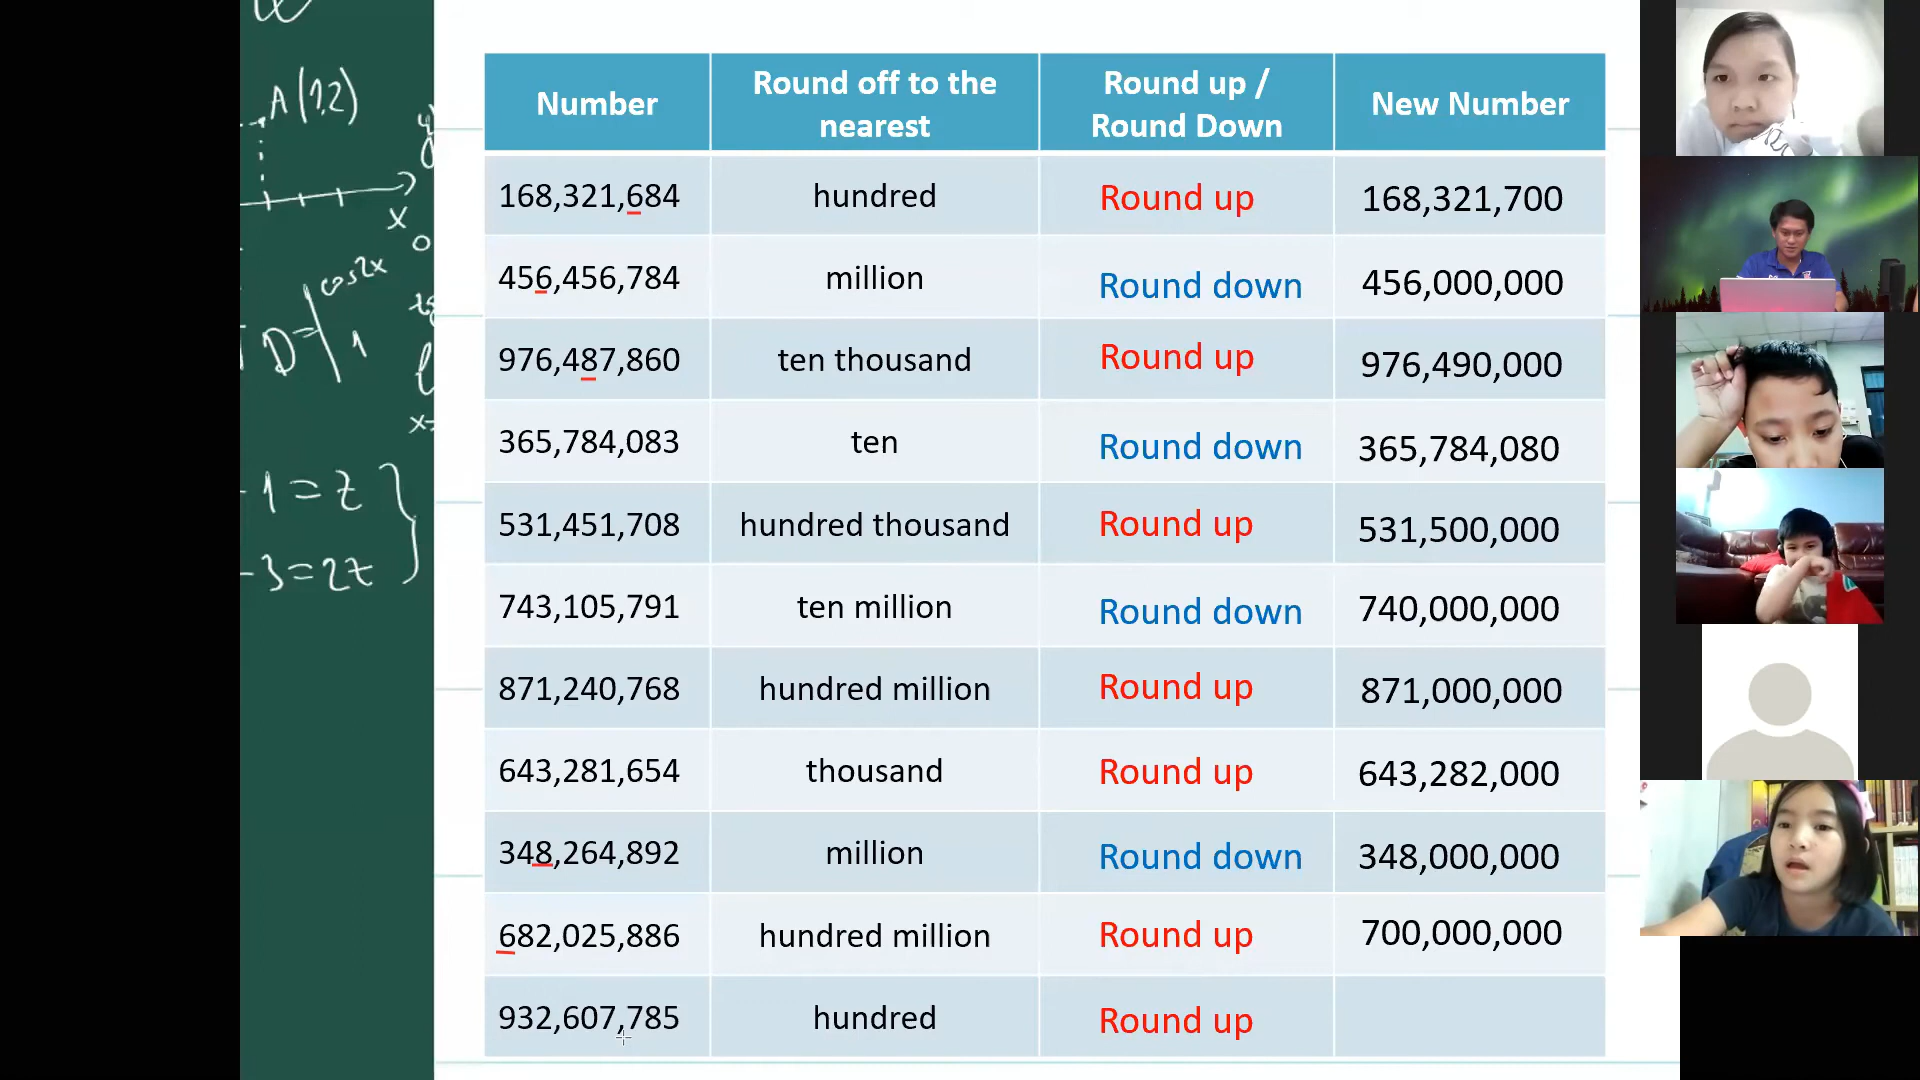 A(1,2)
x
0
D= cos2x
1
x=
-1=z
-3=2z
Number Round off to the nearest Round up / Round Down New Number
168,321,684 hundred Round up 168,321,700
456,456,784 million Round down 456,000,000
976,487,860 ten thousand Round up 976,490,000
365,784,083 ten Round down 365,784,080
531,451,708 hundred thousand Round up 531,500,000
743,105,791 ten million Round down 740,000,000
871,240,768 hundred million Round up 871,000,000
643,281,654 thousand Round up 643,282,000
348,264,892 million Round down 348,000,000
682,025,886 hundred million Round up 700,000,000
932,607,785 hundred Round up